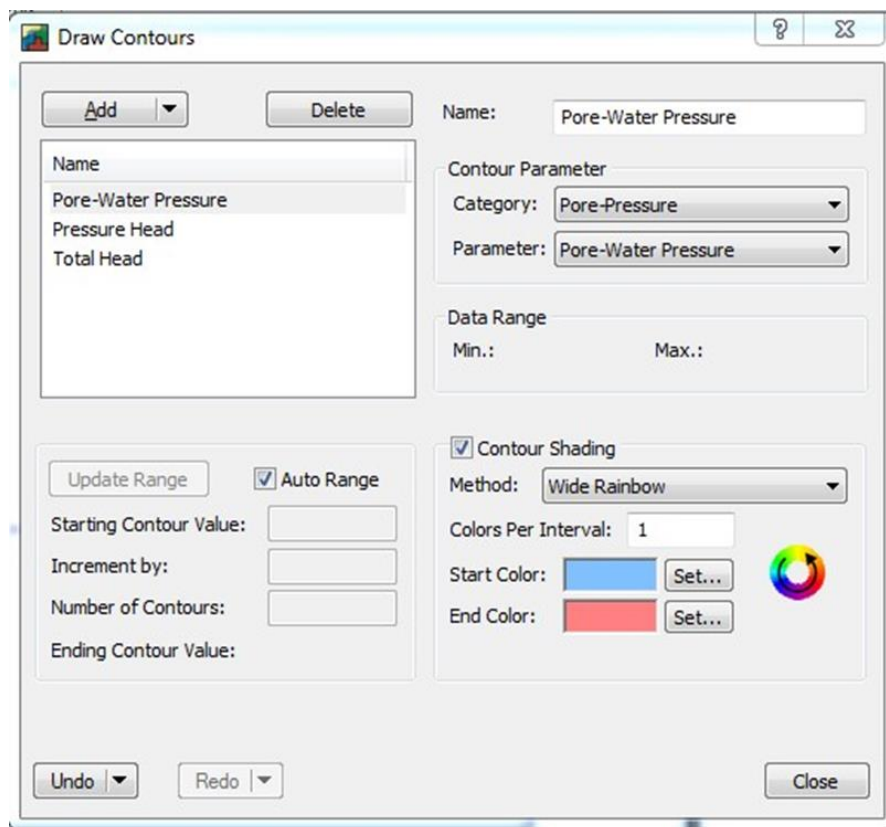 Draw Contours
Add
Delete
Name
Pore-Water Pressure
Pressure Head
Total Head
Name: Pore-Water Pressure
Contour Parameter
Category: Pore-Pressure
Parameter: Pore-Water Pressure
Data Range
Min.: Max.:
Update Range Auto Range
Starting Contour Value:
Increment by:
Number of Contours:
Ending Contour Value:
Contour Shading
Method: Wide Rainbow
Colors Per Interval: 1
Start Color: Set...
End Color: Set...
Undo Redo Close